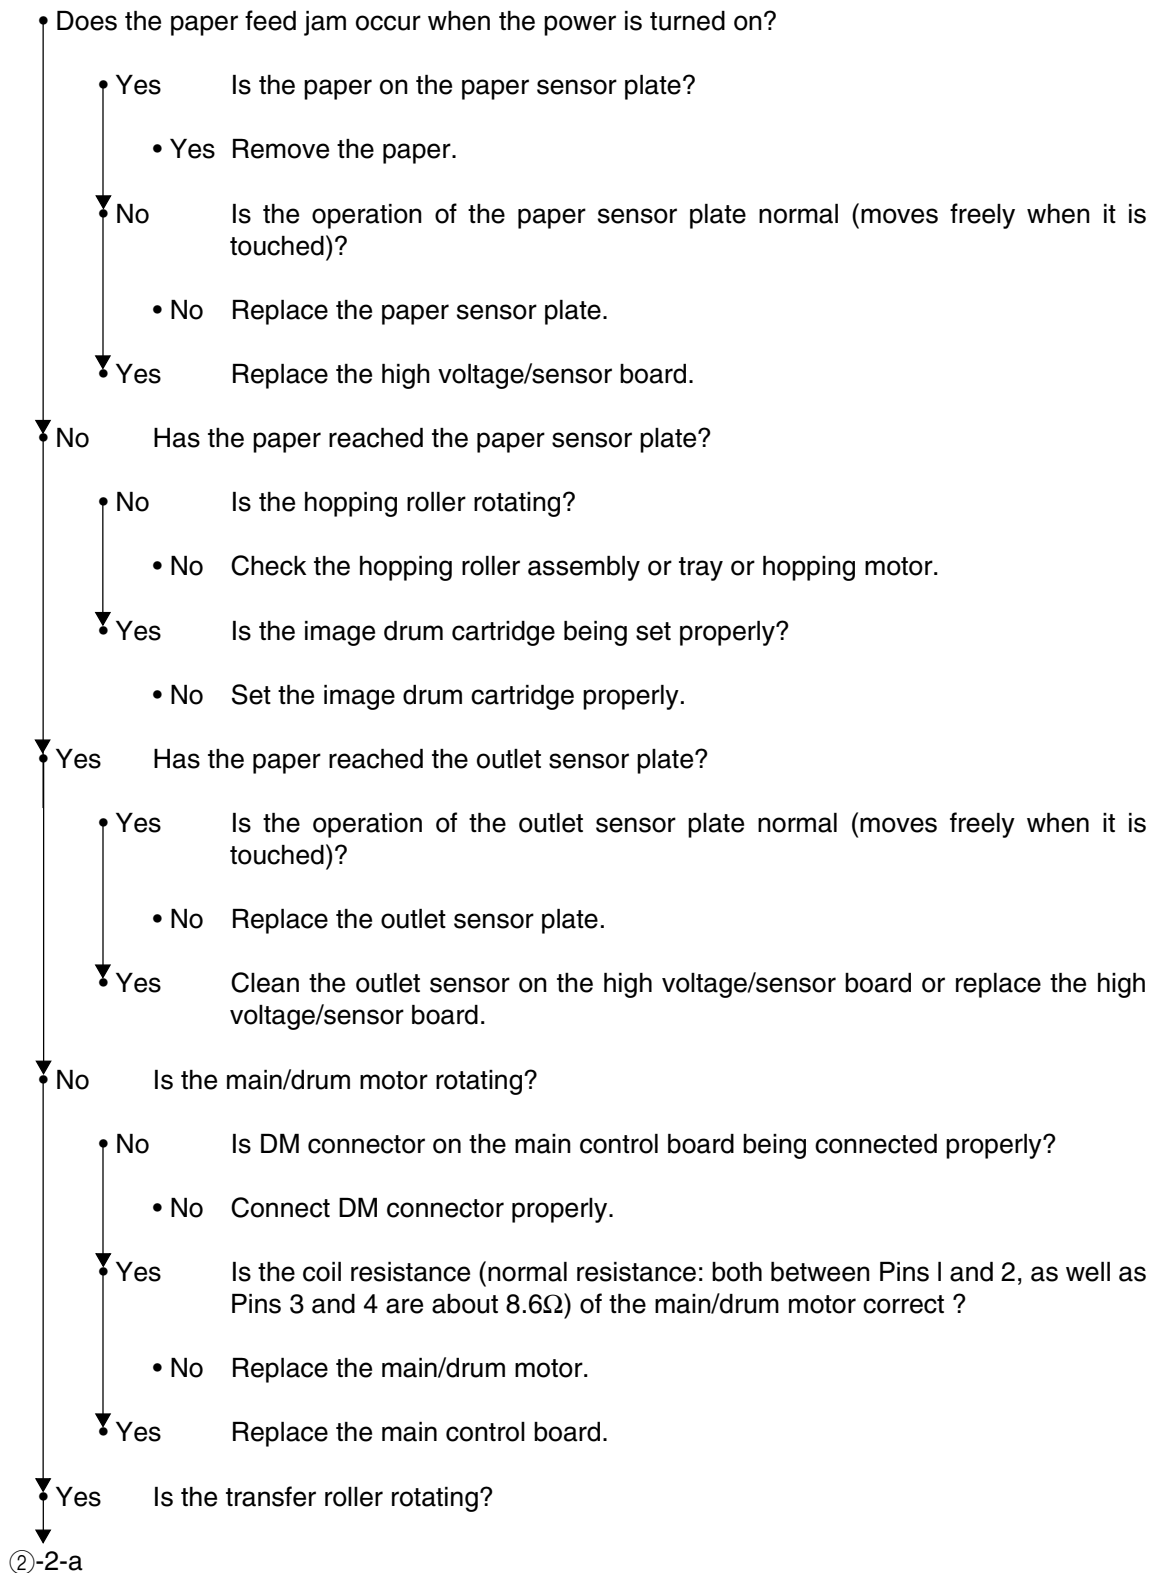 • Does the paper feed jam occur when the power is turned on?
• Yes Is the paper on the paper sensor plate?
• Yes Remove the paper.
• No Is the operation of the paper sensor plate normal (moves freely when it is
touched)?
• No Replace the paper sensor plate.
• Yes Replace the high voltage/sensor board.
• No Has the paper reached the paper sensor plate?
• No Is the hopping roller rotating?
• No Check the hopping roller assembly or tray or hopping motor.
• Yes Is the image drum cartridge being set properly?
• No Set the image drum cartridge properly.
• Yes Has the paper reached the outlet sensor plate?
• Yes Is the operation of the outlet sensor plate normal (moves freely when it is
touched)?
• No Replace the outlet sensor plate.
• Yes Clean the outlet sensor on the high voltage/sensor board or replace the high
voltage/sensor board.
• No Is the main/drum motor rotating?
• No Is DM connector on the main control board being connected properly?
• No Connect DM connector properly.
• Yes Is the coil resistance (normal resistance: both between Pins l and 2, as well as
Pins 3 and 4 are about 8.6Ω) of the main/drum motor correct ?
• No Replace the main/drum motor.
• Yes Replace the main control board.
• Yes Is the transfer roller rotating?
②-2-a